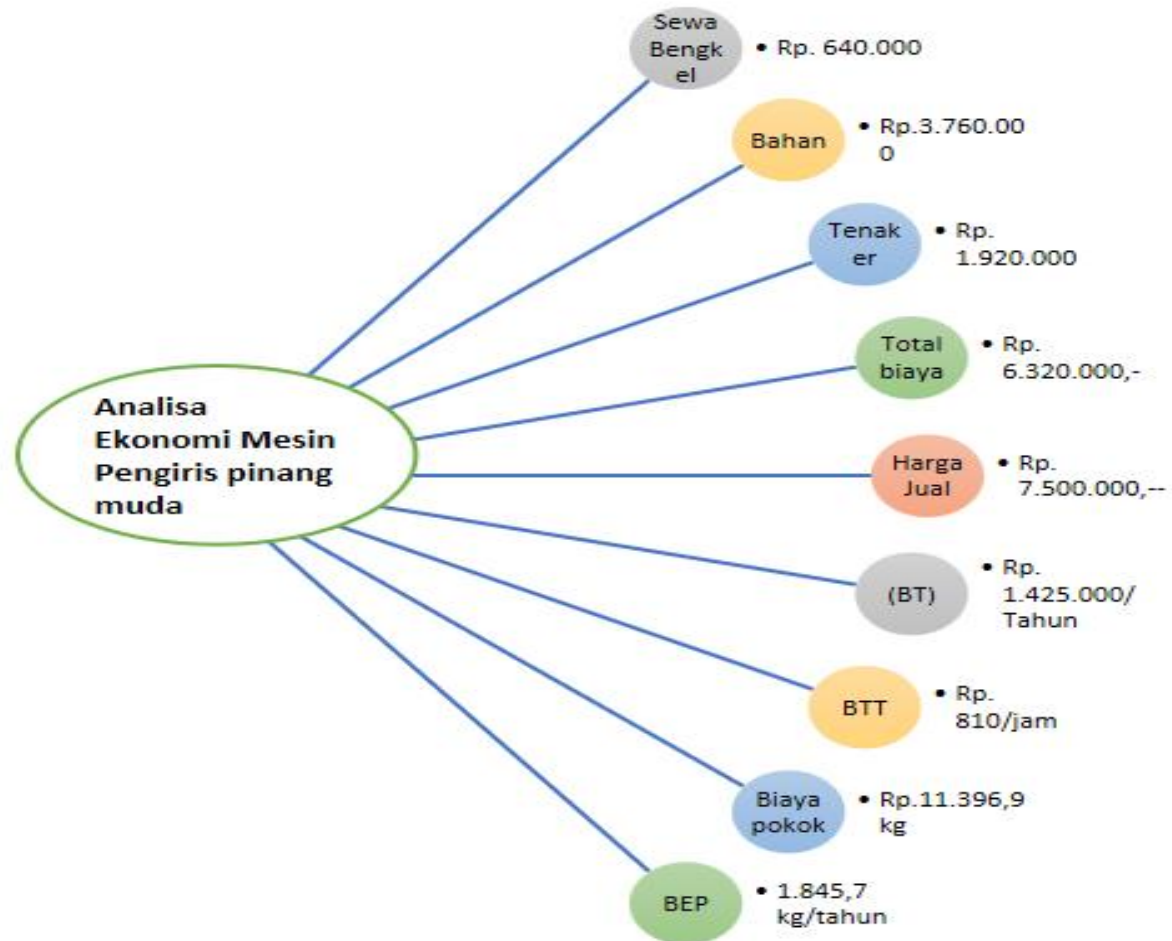 Sewa
Bengk
el
• Rp. 640.000
Bahan
• Rp.3.760.00
0
Tenak
er
• Rp.
1.920.000
Total
biaya
• Rp.
6.320.000,-
Analisa
Ekonomi Mesin
Pengiris pinang
muda
Harga
Jual
• Rp.
7.500.000,--
(BT)
• Rp.
1.425.000/
Tahun
BTT
• Rp.
810/jam
Biaya
pokok
• Rp.11.396,9
kg
BEP
• 1.845,7
kg/tahun